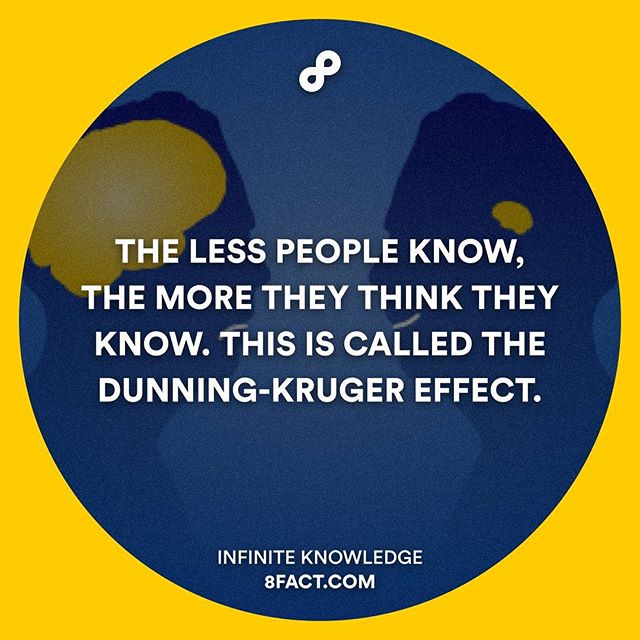 THE LESS PEOPLE KNOW,
THE MORE THEY THINK THEY
KNOW. THIS IS CALLED THE
DUNNING-KRUGER EFFECT.
INFINITE KNOWLEDGE
8FACT.COM